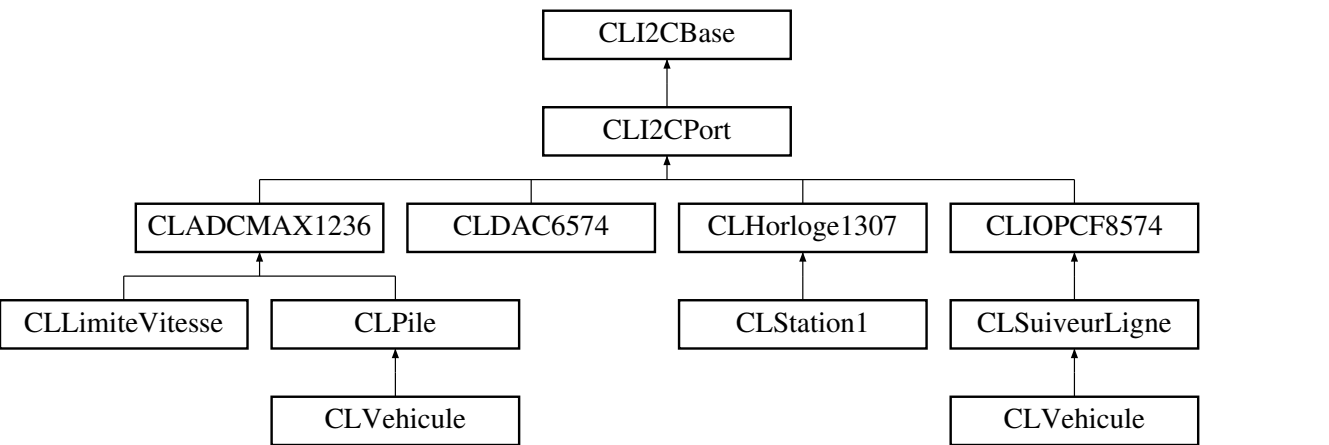 CLI2CBase
CLI2CPort
CLADCMAX1236
CLDAC6574
CLHorloge1307
CLIOPCF8574
CLLimiteVitesse
CLPile
CLStation1
CLSuiveurLigne
CLVehicule
CLVehicule